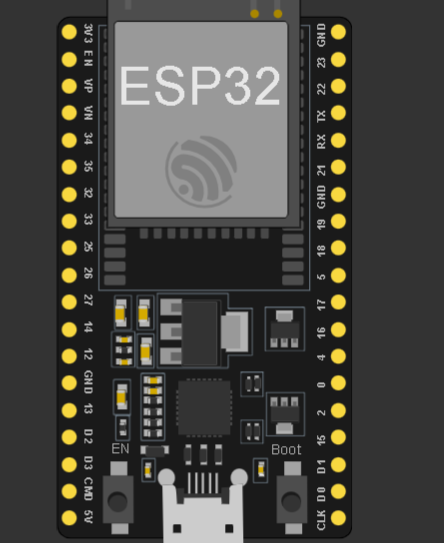 ESP32
3V3
EN
VP
VN
34
35
32
33
25
26
27
14
12
GND
13
D2
D3
CMD
5V
GND
23
22
TX
RX
21
GND
19
18
5
17
16
4
0
2
15
D1
D0
CLK
EN
Boot